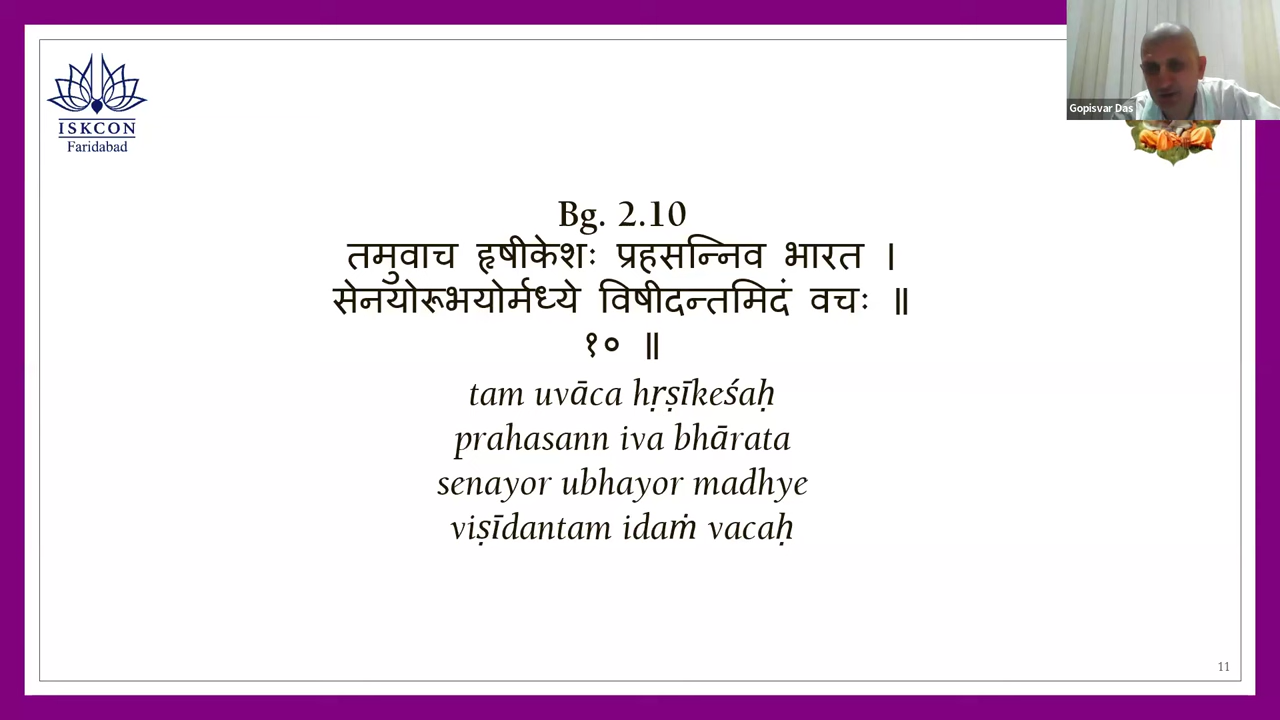 ISKCON
Faridabad
Gopisvar Das
Bg. 2.10
तमुवाच हृषीकेशः प्रहसन्निव भारत ।
सेनयोरूभयोर्मध्ये विषीदन्तमिदं वचः ॥
१० ॥
tam uvāca hṛṣīkeśaḥ
prahasann iva bhārata
senayor ubhayor madhye
viṣīdantam idaṁ vacaḥ
11